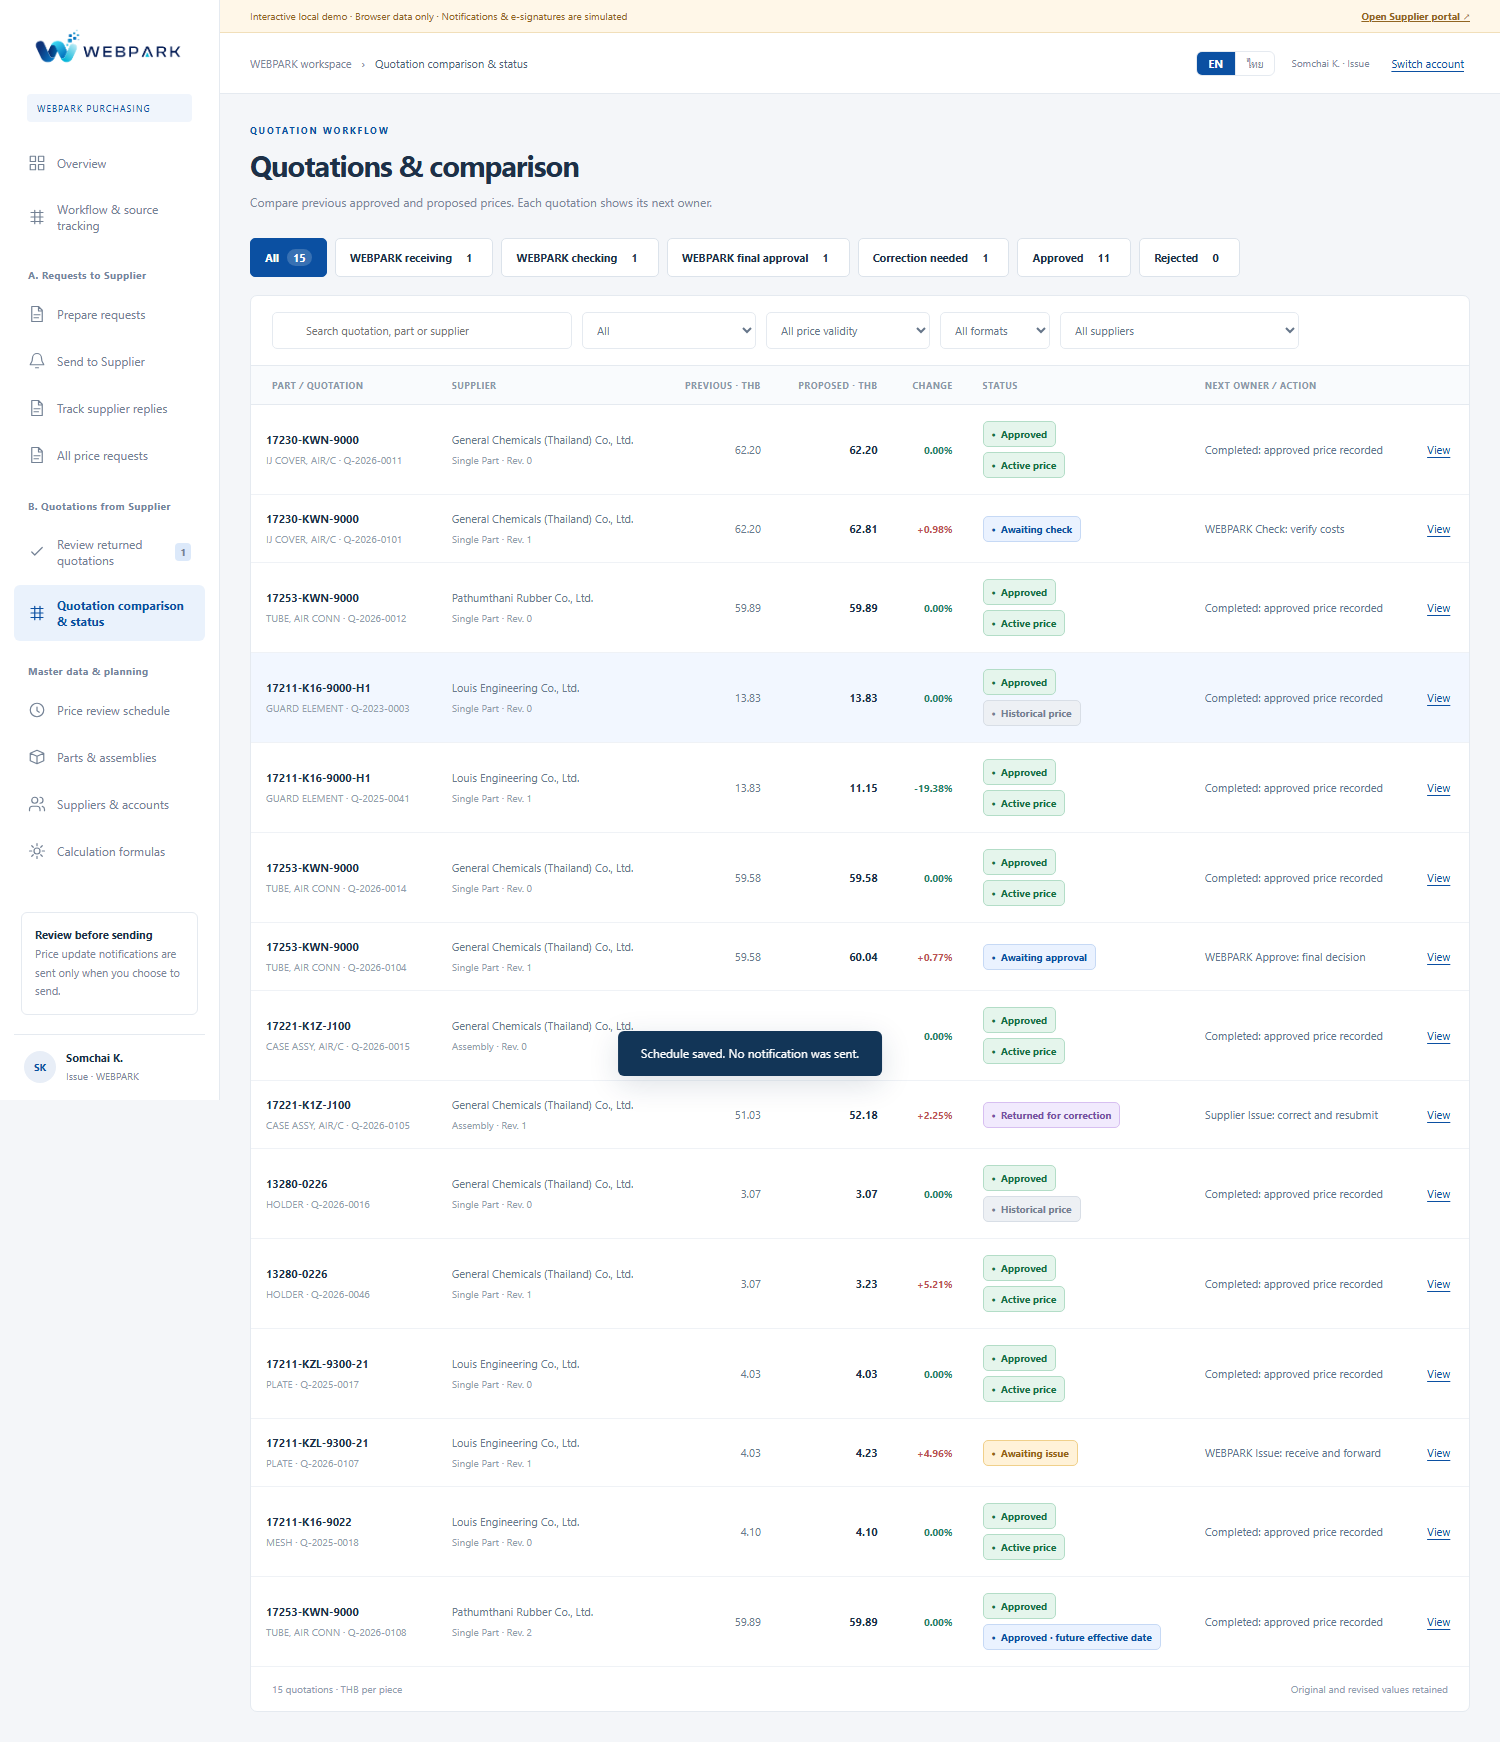 Interactive local demo · Browser data only · Notifications & e-signatures are simulated
Open Supplier portal ↗
WEBPARK
WEBPARK workspace › Quotation comparison & status
EN ไทย Somchai K. · Issue Switch account
WEBPARK PURCHASING
Overview
Workflow & source
tracking
A. Requests to Supplier
Prepare requests
Send to Supplier
Track supplier replies
All price requests
B. Quotations from Supplier
Review returned
quotations
1
Quotation comparison
& status
Master data & planning
Price review schedule
Parts & assemblies
Suppliers & accounts
Calculation formulas
Review before sending
Price update notifications are
sent only when you choose to
send.
SK
Somchai K.
Issue · WEBPARK
QUOTATION WORKFLOW
Quotations & comparison
Compare previous approved and proposed prices. Each quotation shows its next owner.
All 15 WEBPARK receiving 1 WEBPARK checking 1 WEBPARK final approval 1 Correction needed 1 Approved 11 Rejected 0
Search quotation, part or supplier All All price validity All formats All suppliers
PART / QUOTATION SUPPLIER PREVIOUS · THB PROPOSED · THB CHANGE STATUS NEXT OWNER / ACTION
17230-KWN-9000
IJ COVER, AIR/C · Q-2026-0011
General Chemicals (Thailand) Co., Ltd.
Single Part · Rev. 0
62.20 62.20 0.00%
• Approved
• Active price
Completed: approved price recorded View
17230-KWN-9000
IJ COVER, AIR/C · Q-2026-0101
General Chemicals (Thailand) Co., Ltd.
Single Part · Rev. 1
62.20 62.81 +0.98%
• Awaiting check
WEBPARK Check: verify costs View
17253-KWN-9000
TUBE, AIR CONN · Q-2026-0012
Pathumthani Rubber Co., Ltd.
Single Part · Rev. 0
59.89 59.89 0.00%
• Approved
• Active price
Completed: approved price recorded View
17211-K16-9000-H1
GUARD ELEMENT · Q-2023-0003
Louis Engineering Co., Ltd.
Single Part · Rev. 0
13.83 13.83 0.00%
• Approved
• Historical price
Completed: approved price recorded View
17211-K16-9000-H1
GUARD ELEMENT · Q-2025-0041
Louis Engineering Co., Ltd.
Single Part · Rev. 1
13.83 11.15 -19.38%
• Approved
• Active price
Completed: approved price recorded View
17253-KWN-9000
TUBE, AIR CONN · Q-2026-0014
General Chemicals (Thailand) Co., Ltd.
Single Part · Rev. 0
59.58 59.58 0.00%
• Approved
• Active price
Completed: approved price recorded View
17253-KWN-9000
TUBE, AIR CONN · Q-2026-0104
General Chemicals (Thailand) Co., Ltd.
Single Part · Rev. 1
59.58 60.04 +0.77%
• Awaiting approval
WEBPARK Approve: final decision View
17221-K1Z-J100
CASE ASSY, AIR/C · Q-2026-0015
General Chemicals (Thailand) Co., Ltd.
Assembly · Rev. 0
0.00%
• Approved
• Active price
Completed: approved price recorded View
Schedule saved. No notification was sent.
17221-K1Z-J100
CASE ASSY, AIR/C · Q-2026-0105
General Chemicals (Thailand) Co., Ltd.
Assembly · Rev. 1
51.03 52.18 +2.25%
• Returned for correction
Supplier Issue: correct and resubmit View
13280-0226
HOLDER · Q-2026-0016
General Chemicals (Thailand) Co., Ltd.
Single Part · Rev. 0
3.07 3.07 0.00%
• Approved
• Historical price
Completed: approved price recorded View
13280-0226
HOLDER · Q-2026-0046
General Chemicals (Thailand) Co., Ltd.
Single Part · Rev. 1
3.07 3.23 +5.21%
• Approved
• Active price
Completed: approved price recorded View
17211-KZL-9300-21
PLATE · Q-2025-0017
Louis Engineering Co., Ltd.
Single Part · Rev. 0
4.03 4.03 0.00%
• Approved
• Active price
Completed: approved price recorded View
17211-KZL-9300-21
PLATE · Q-2026-0107
Louis Engineering Co., Ltd.
Single Part · Rev. 1
4.03 4.23 +4.96%
• Awaiting issue
WEBPARK Issue: receive and forward View
17211-K16-9022
MESH · Q-2025-0018
Louis Engineering Co., Ltd.
Single Part · Rev. 0
4.10 4.10 0.00%
• Approved
• Active price
Completed: approved price recorded View
17253-KWN-9000
TUBE, AIR CONN · Q-2026-0108
Pathumthani Rubber Co., Ltd.
Single Part · Rev. 2
59.89 59.89 0.00%
• Approved
• Approved · future effective date
Completed: approved price recorded View
15 quotations · THB per piece
Original and revised values retained